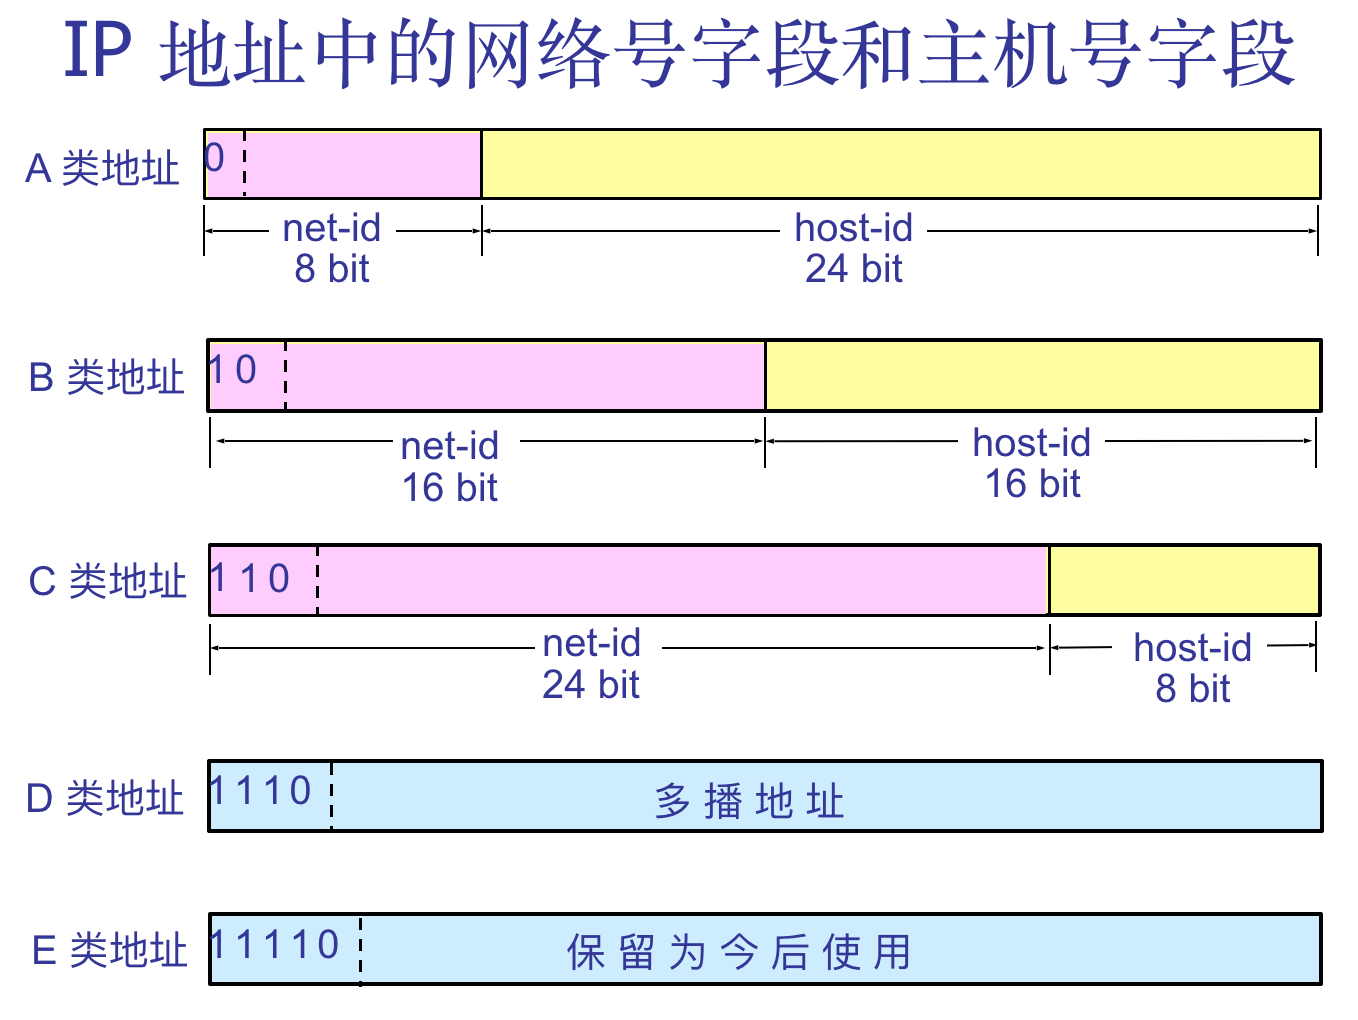 IP 地址中的网络号字段和主机号字段
A 类地址
0
net-id
8 bit
host-id
24 bit
B 类地址
1 0
net-id
16 bit
host-id
16 bit
C 类地址
1 1 0
net-id
24 bit
host-id
8 bit
D 类地址
1 1 1 0
多 播 地 址
E 类地址
1 1 1 1 0
保 留 为 今 后 使 用